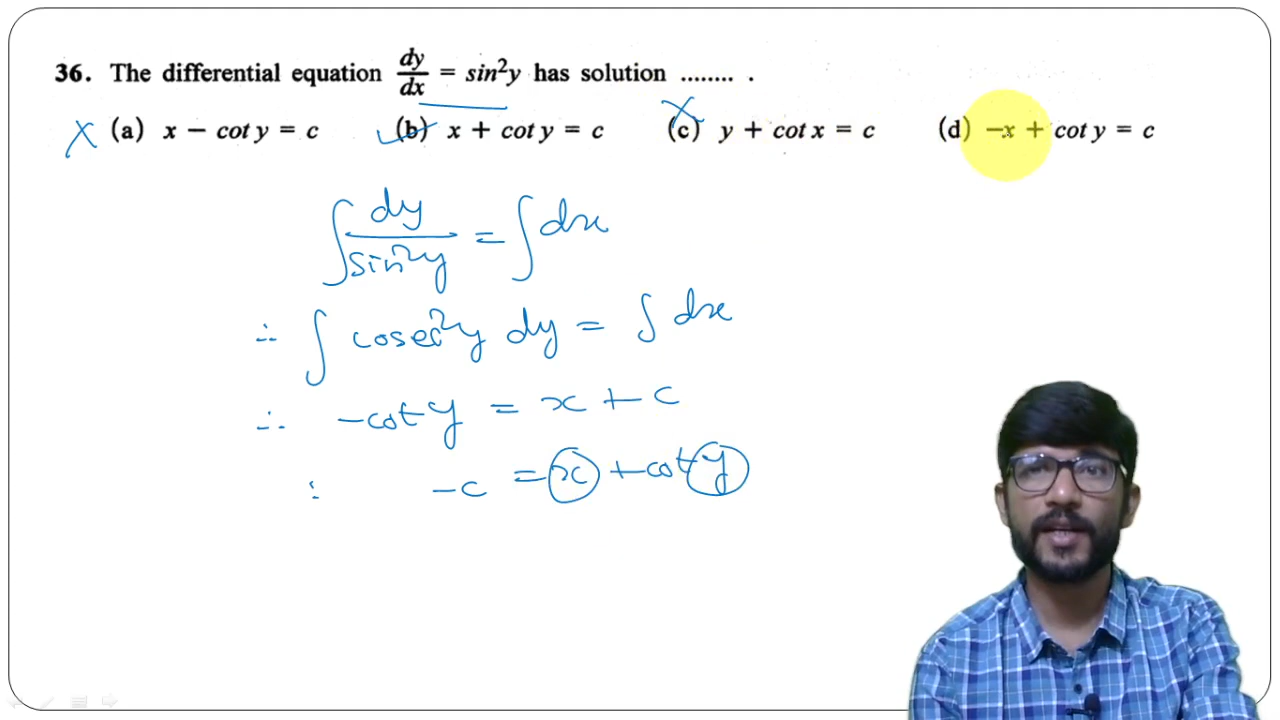 36. The differential equation dy/dx = sin²y has solution ........ .
X (a) x − cot y = c (b) x + cot y = c X (c) y + cot x = c (d) −x + cot y = c
∫ dy/sin²y = ∫ dx
∴ ∫ cosec²y dy = ∫ dx
∴ −cot y = x + c
: −c = x + cot y